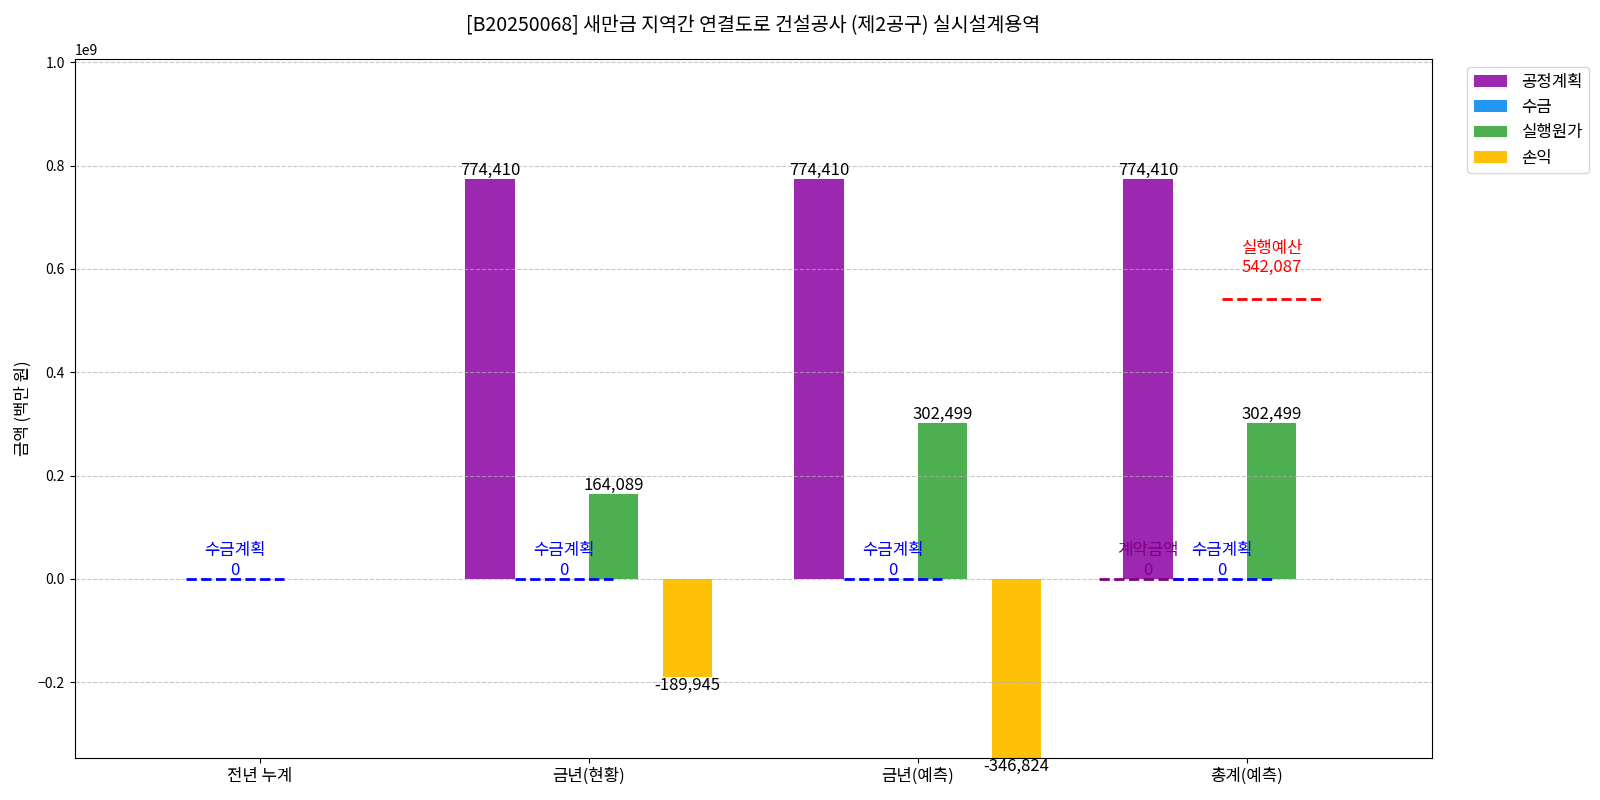 [B20250068] 새만금 지역간 연결도로 건설공사 (제2공구) 실시설계용역
1e9
1.0
0.8
0.6
0.4
0.2
0.0
−0.2
금액 (백만 원)
공정계획
수금
실행원가
손익
774,410
774,410
774,410
실행예산
542,087
302,499
302,499
164,089
수금계획
0
수금계획
0
수금계획
0
계약금액
0
수금계획
0
-189,945
-346,824
전년 누계
금년(현황)
금년(예측)
총계(예측)